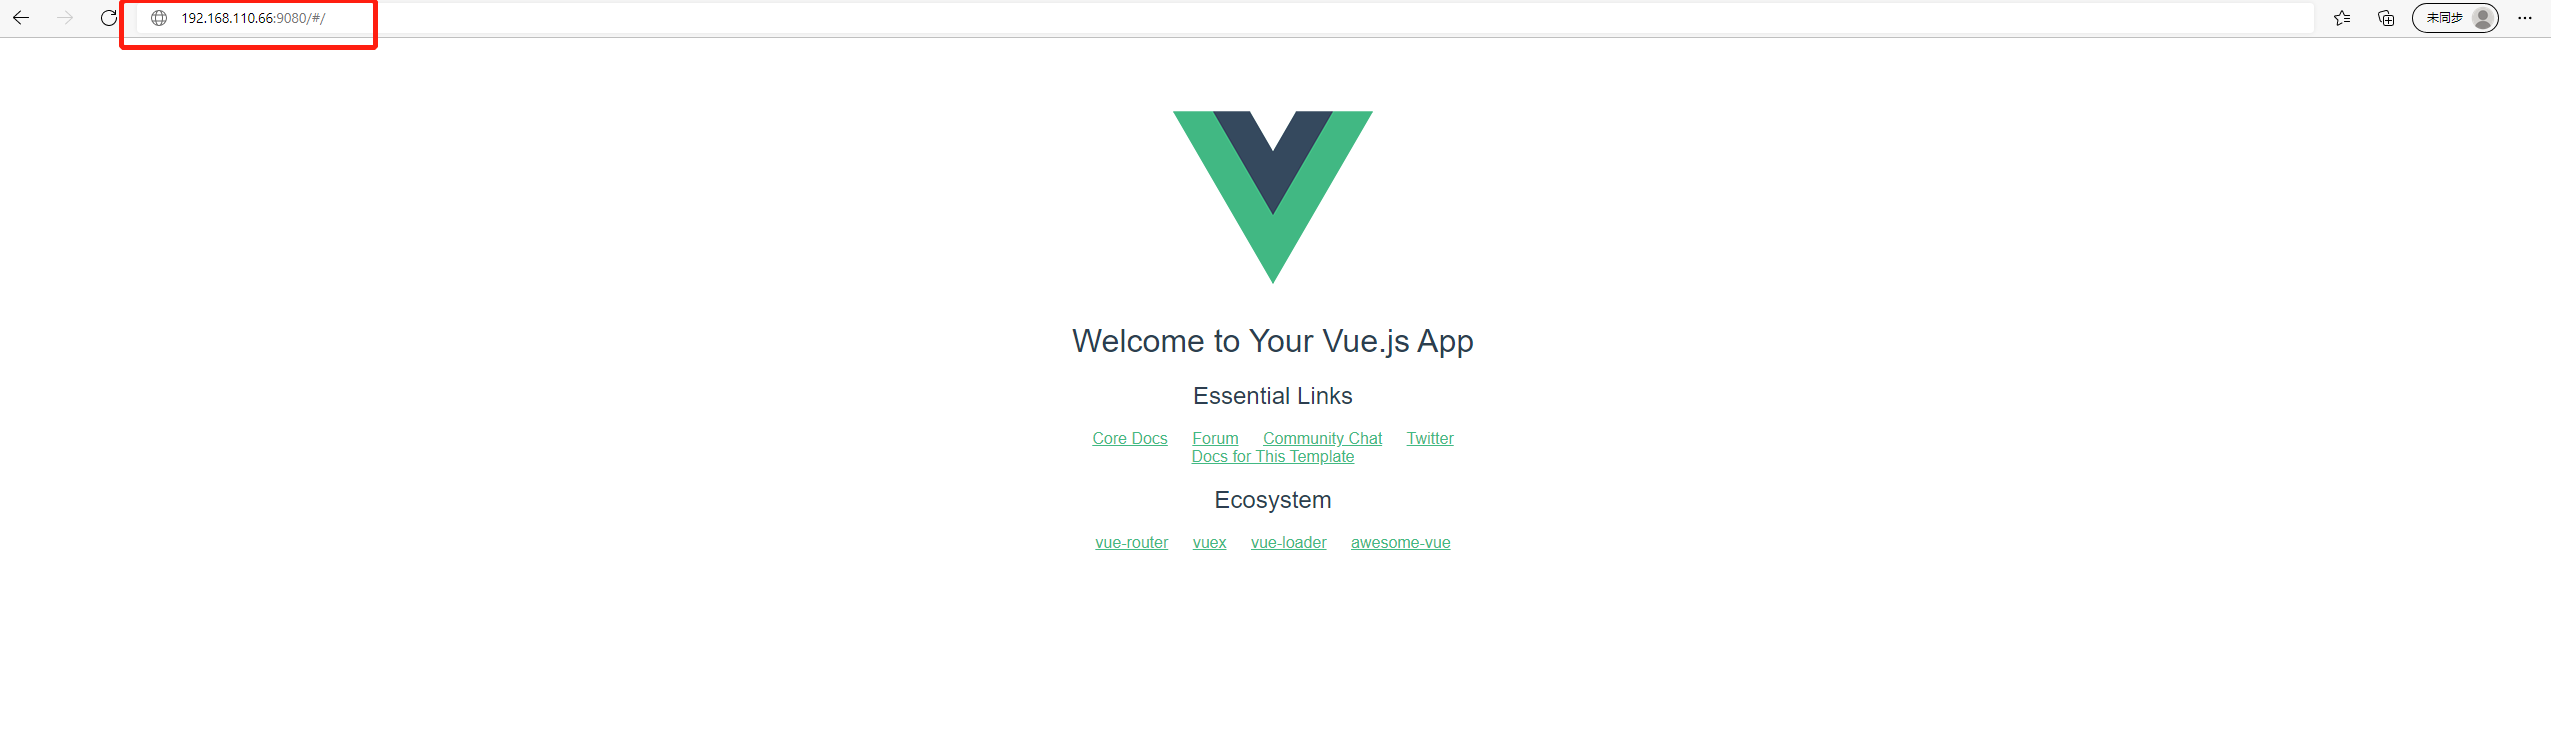 192.168.110.66:9080/#/ 未同步
Welcome to Your Vue.js App
Essential Links
Core Docs Forum Community Chat Twitter
Docs for This Template
Ecosystem
vue-router vuex vue-loader awesome-vue